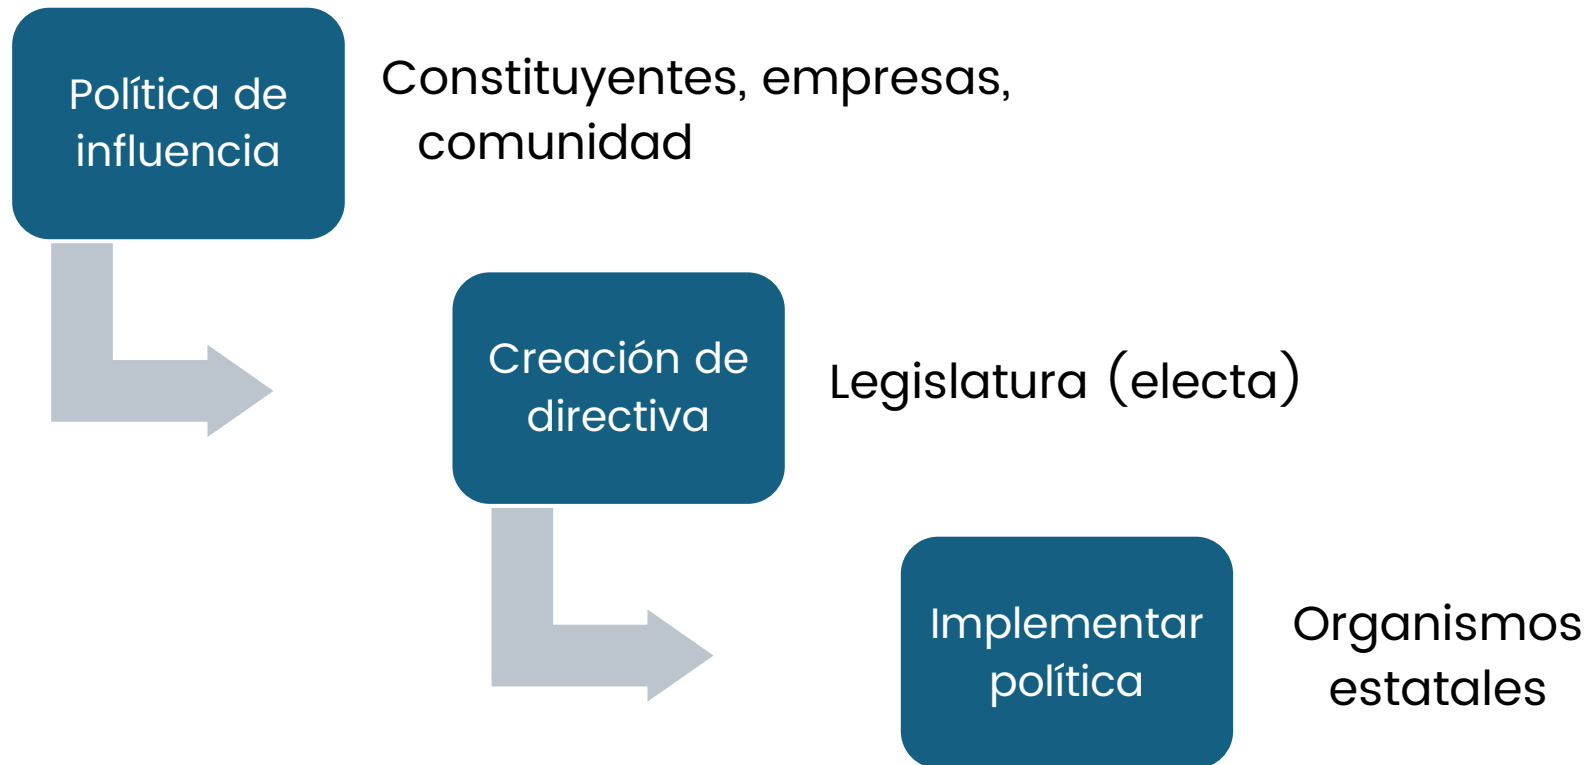 Política de
influencia
Constituyentes, empresas,
comunidad
Creación de
directiva
Legislatura (electa)
Implementar
política
Organismos
estatales